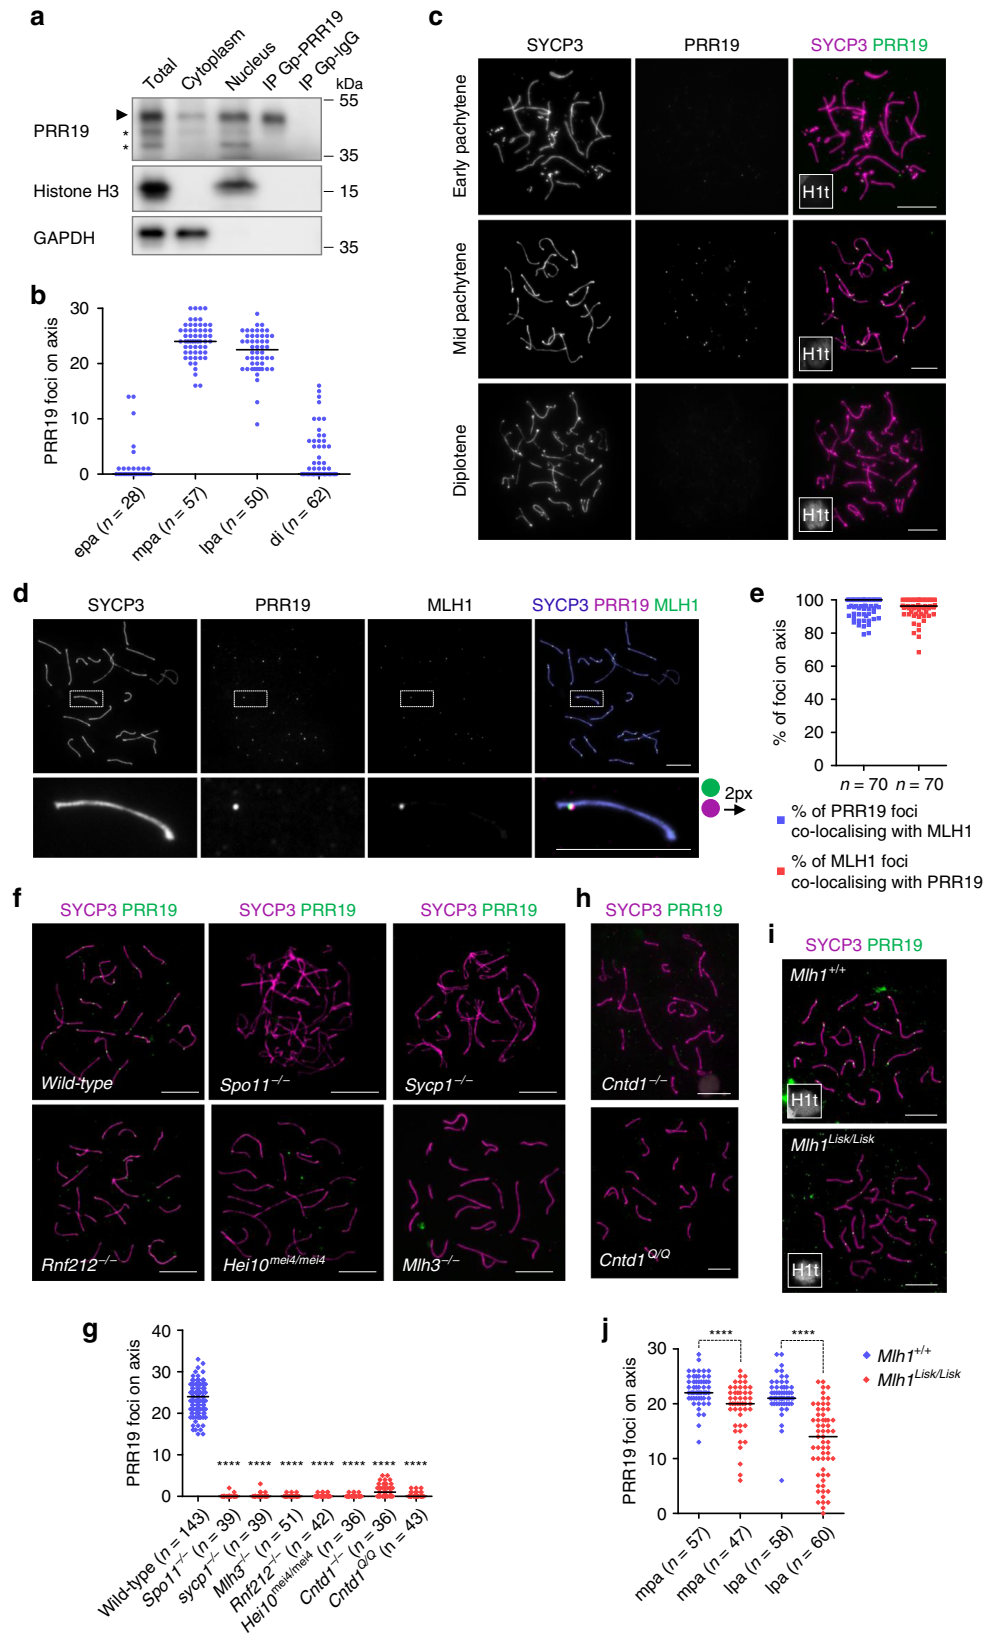 a
Total
Cytoplasm
Nucleus
IP Gp-PRR19
IP Gp-IgG
kDa
PRR19
*
*
55
35
Histone H3
15
GAPDH
35
b
PRR19 foci on axis
30
20
10
0
epa (n = 28)
mpa (n = 57)
lpa (n = 50)
di (n = 62)
c
SYCP3
PRR19
SYCP3 PRR19
Early pachytene
H1t
Mid pachytene
H1t
Diplotene
H1t
d
SYCP3
PRR19
MLH1
SYCP3 PRR19 MLH1
2px
e
% of foci on axis
100
80
60
40
20
0
n = 70 n = 70
% of PRR19 foci
co-localising with MLH1
% of MLH1 foci
co-localising with PRR19
f
SYCP3 PRR19
SYCP3 PRR19
SYCP3 PRR19
Wild-type
Spo11−/−
Sycp1−/−
Rnf212−/−
Hei10mei4/mei4
Mlh3−/−
h
SYCP3 PRR19
Cntd1−/−
Cntd1Q/Q
i
SYCP3 PRR19
Mlh1+/+
H1t
Mlh1Lisk/Lisk
H1t
g
PRR19 foci on axis
40
30
20
10
0
**** **** **** **** **** **** ****
Wild-type (n = 143)
Spo11−/− (n = 39)
sycp1−/− (n = 39)
Mlh3−/− (n = 51)
Rnf212−/− (n = 42)
Hei10mei4/mei4 (n = 36)
Cntd1−/− (n = 36)
Cntd1Q/Q (n = 43)
j
PRR19 foci on axis
30
20
10
0
**** ****
mpa (n = 57)
mpa (n = 47)
lpa (n = 58)
lpa (n = 60)
Mlh1+/+
Mlh1Lisk/Lisk